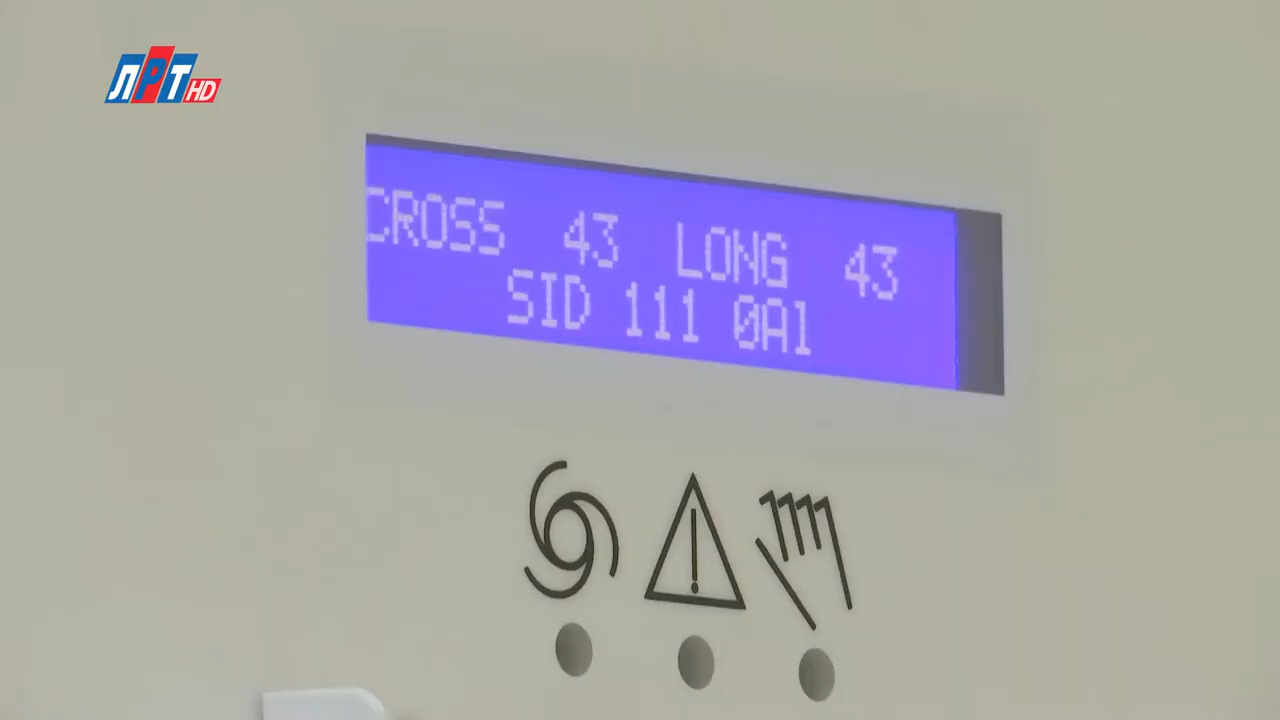 ЛРТ HD
CROSS 43 LONG 43
SID 111 0A1